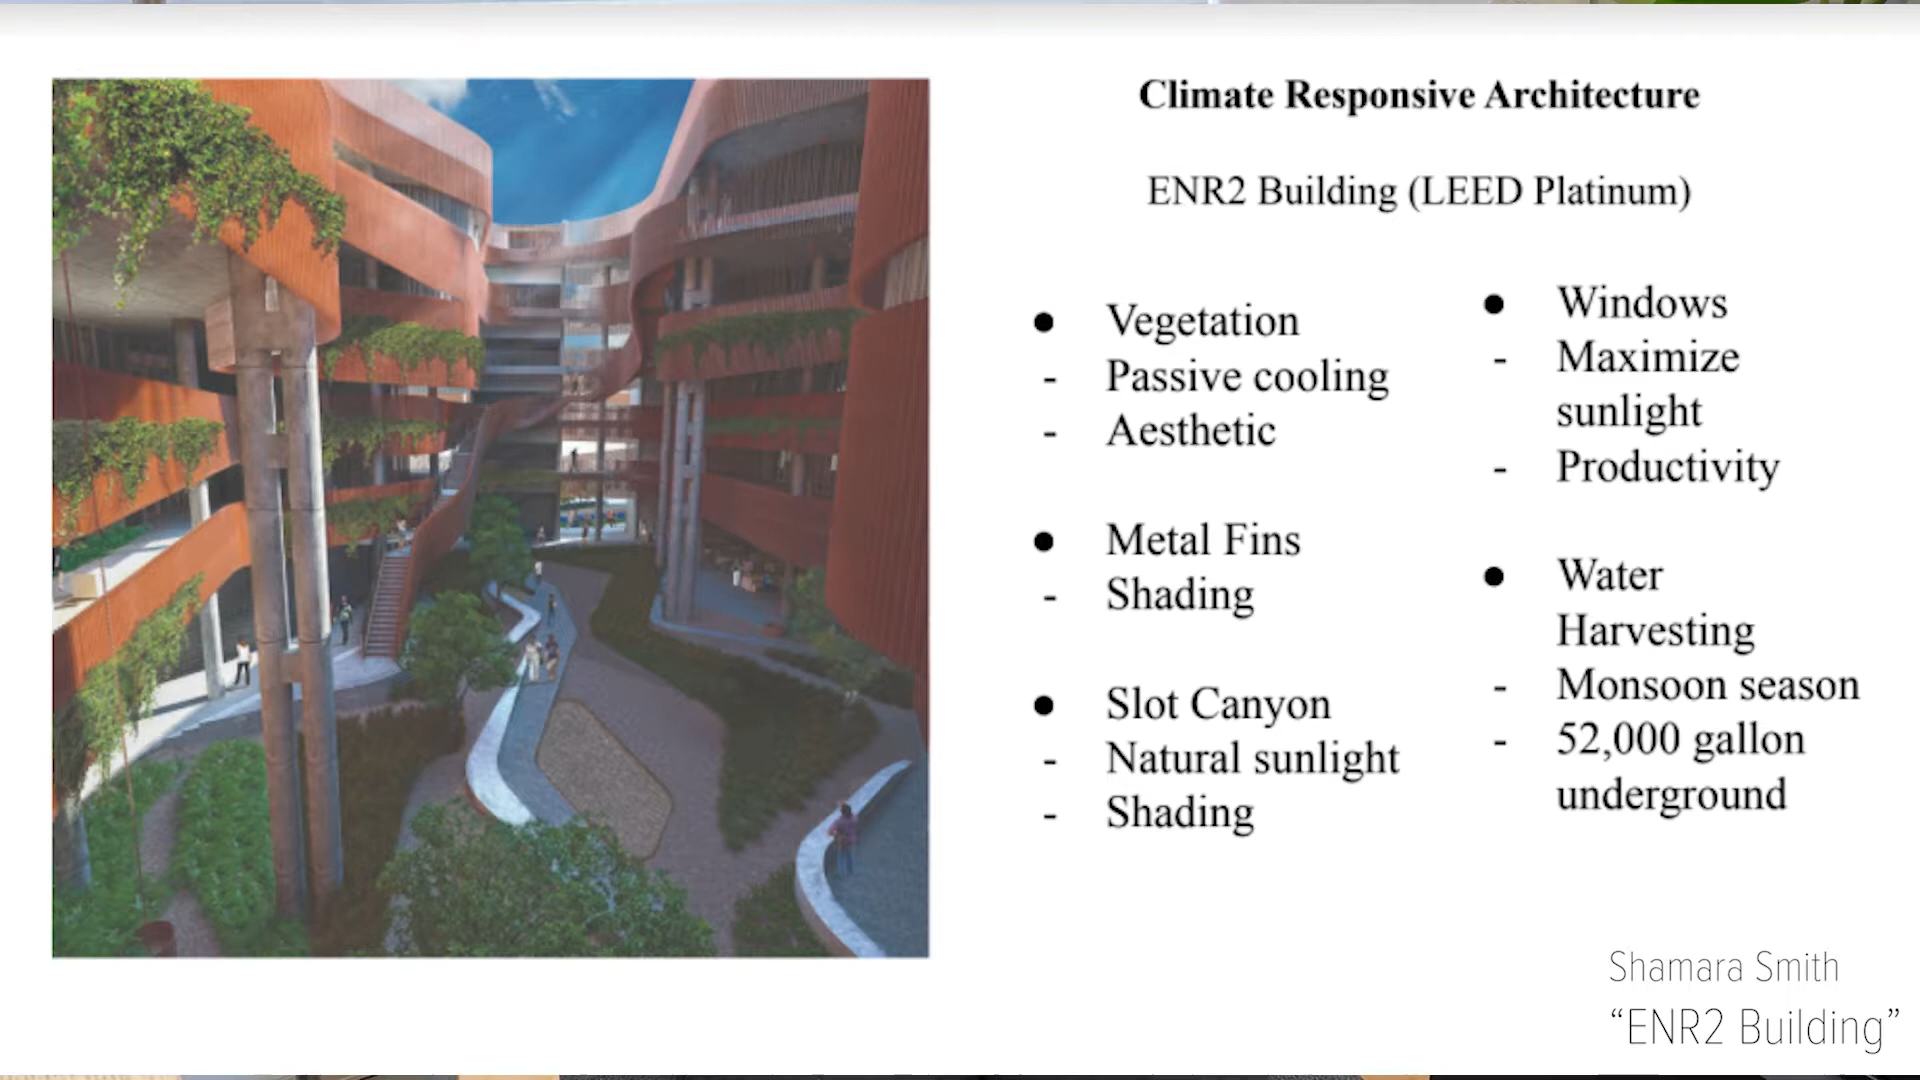 Climate Responsive Architecture
ENR2 Building (LEED Platinum)
● Vegetation
- Passive cooling
- Aesthetic
● Metal Fins
- Shading
● Slot Canyon
- Natural sunlight
- Shading
● Windows
- Maximize
sunlight
- Productivity
● Water
Harvesting
- Monsoon season
- 52,000 gallon
underground
Shamara Smith
“ENR2 Building”